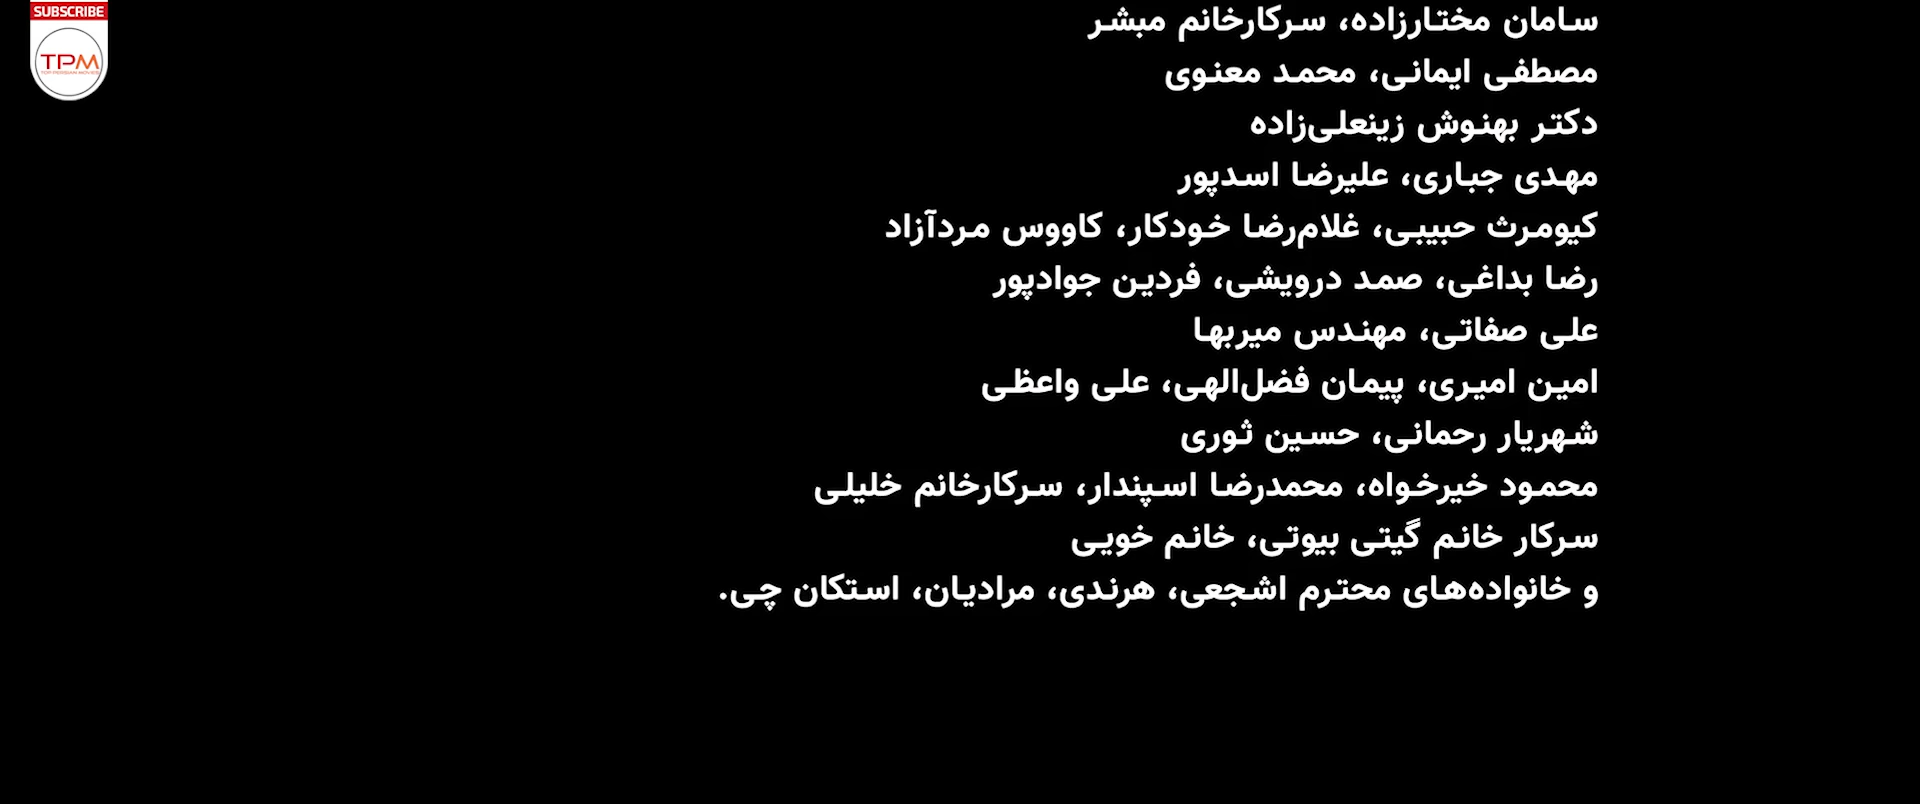 SUBSCRIBE
TPM
TOP PERSIAN MOVIES
سامان مختارزاده، سرکارخانم مبشر
مصطفی ایمانی، محمد معنوی
دکتر بهنوش زینعلی‌زاده
مهدی جباری، علیرضا اسدپور
کیومرث حبیبی، غلام‌رضا خودکار، کاووس مردآزاد
رضا بداغی، صمد درویشی، فردین جوادپور
علی صفاتی، مهندس میربها
امین امیری، پیمان فضل‌الهی، علی واعظی
شهریار رحمانی، حسین ثوری
محمود خیرخواه، محمدرضا اسپندار، سرکارخانم خلیلی
سرکار خانم گیتی بیوتی، خانم خویی
و خانواده‌های محترم اشجعی، هرندی، مرادیان، استکان چی.